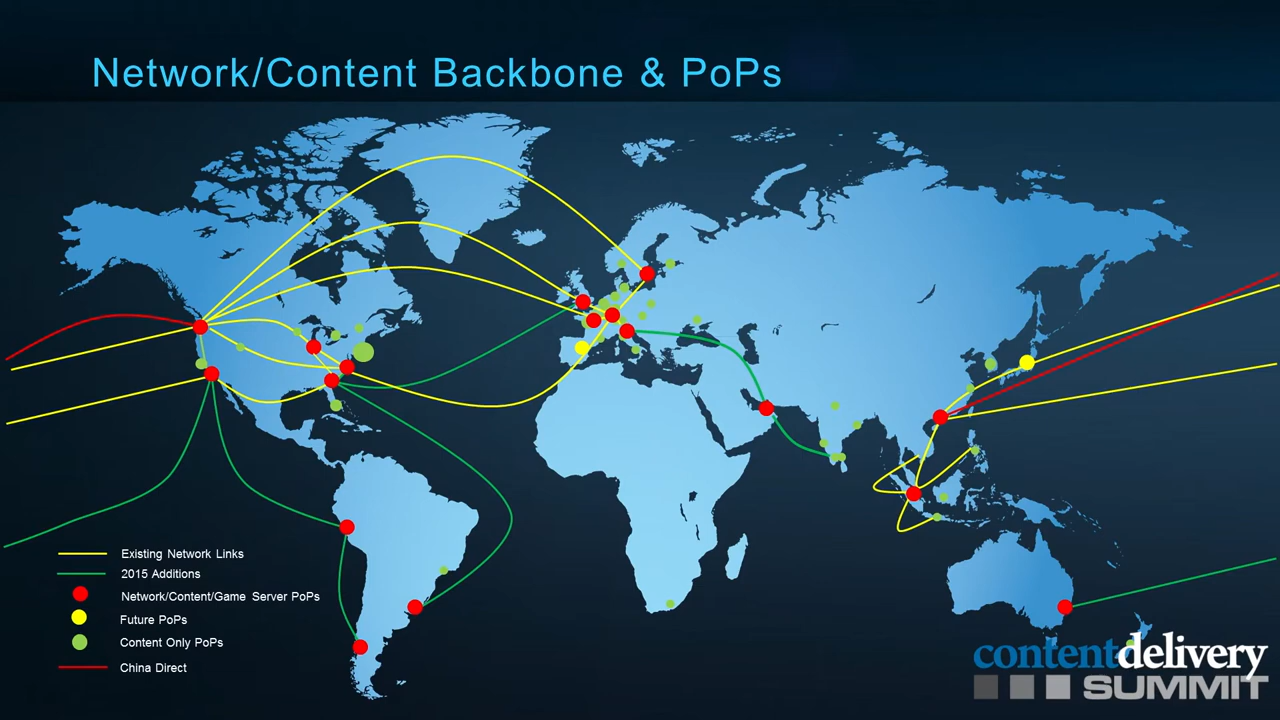 Network/Content Backbone & PoPs
Existing Network Links
2015 Additions
Network/Content/Game Server PoPs
Future PoPs
Content Only PoPs
China Direct
contentdelivery
SUMMIT